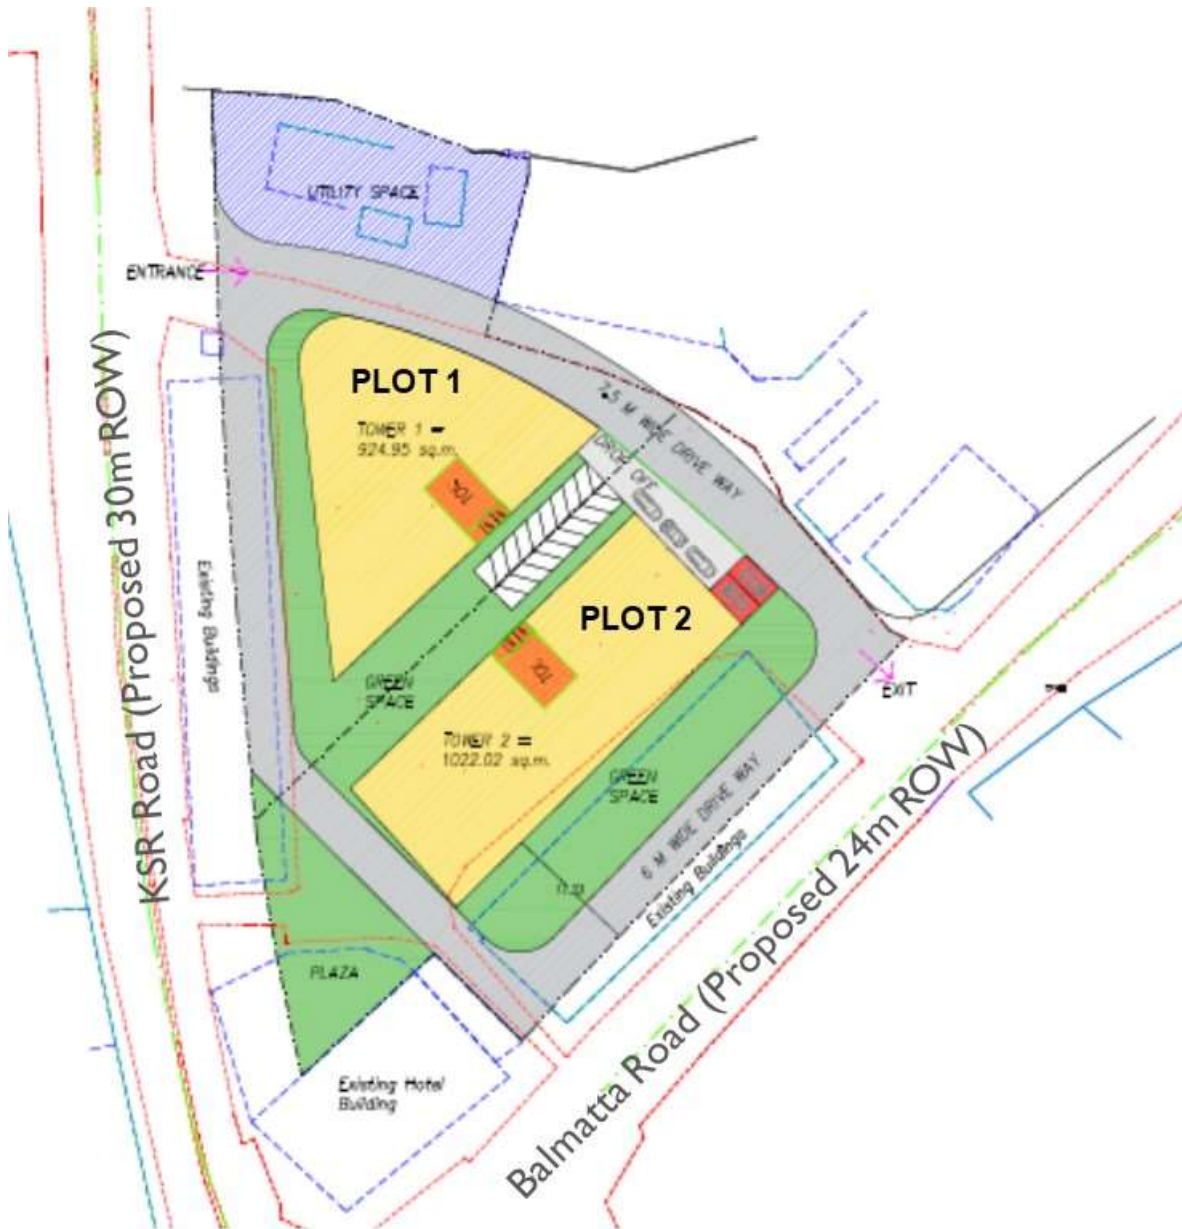 UTILITY SPACE
ENTRANCE
KSR Road (Proposed 30m ROW)
PLOT 1
TOWER 1 =
924.95 sq.m.
7.5 M WIDE DRIVE WAY
DROP OFF
Existing Buildings
PLOT 2
GREEN
SPACE
EXIT
TOWER 2 =
1022.02 sq.m.
GREEN
SPACE
6 M WIDE DRIVE WAY
Existing Buildings
PLAZA
Existing Hotel
Building
Balmatta Road (Proposed 24m ROW)